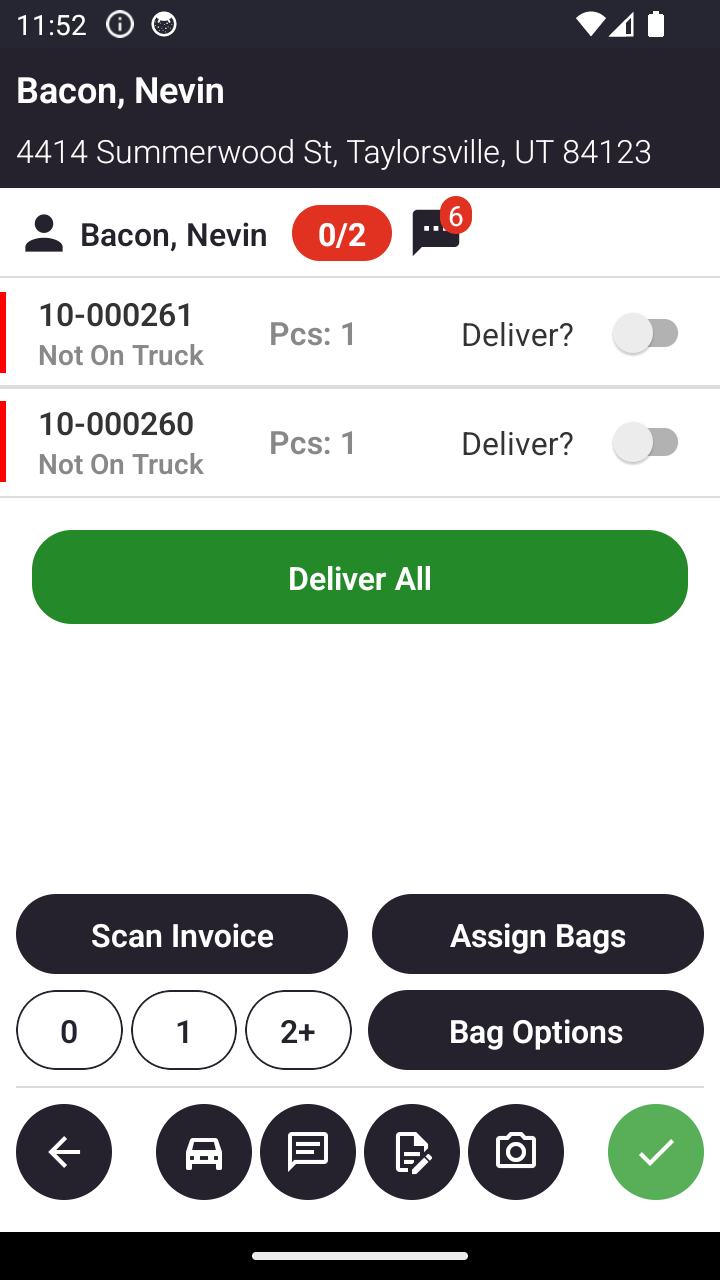 11:52
Bacon, Nevin
4414 Summerwood St, Taylorsville, UT 84123
Bacon, Nevin 0/2 6
10-000261 Pcs: 1 Deliver?
Not On Truck
10-000260 Pcs: 1 Deliver?
Not On Truck
Deliver All
Scan Invoice Assign Bags
0 1 2+ Bag Options